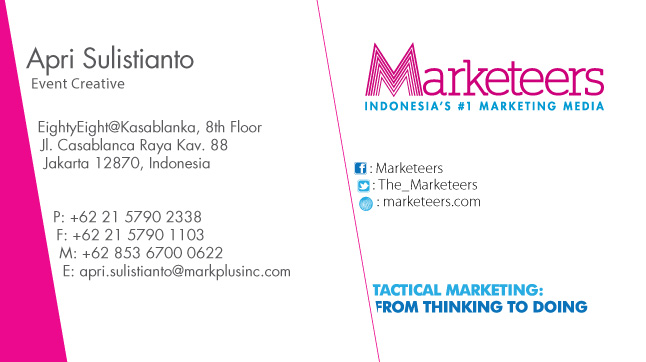 Apri Sulistianto
Event Creative
EightyEight@Kasablanka, 8th Floor
Jl. Casablanca Raya Kav. 88
Jakarta 12870, Indonesia
P: +62 21 5790 2338
F: +62 21 5790 1103
M: +62 853 6700 0622
E: apri.sulistianto@markplusinc.com
Marketeers
INDONESIA'S #1 MARKETING MEDIA
: Marketeers
: The_Marketeers
: marketeers.com
TACTICAL MARKETING:
FROM THINKING TO DOING